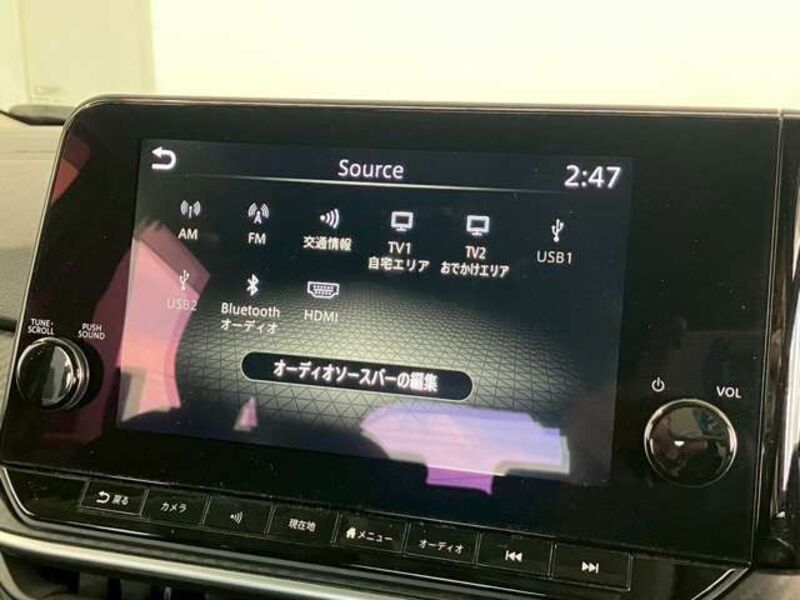 Source
2:47
AM
FM
交通情報
TV1
自宅エリア
TV2
おでかけエリア
USB1
USB2
Bluetooth
オーディオ
HDMI
オーディオソースバーの編集
TUNE・
SCROLL
PUSH
SOUND
VOL
戻る
カメラ
現在地
メニュー
オーディオ